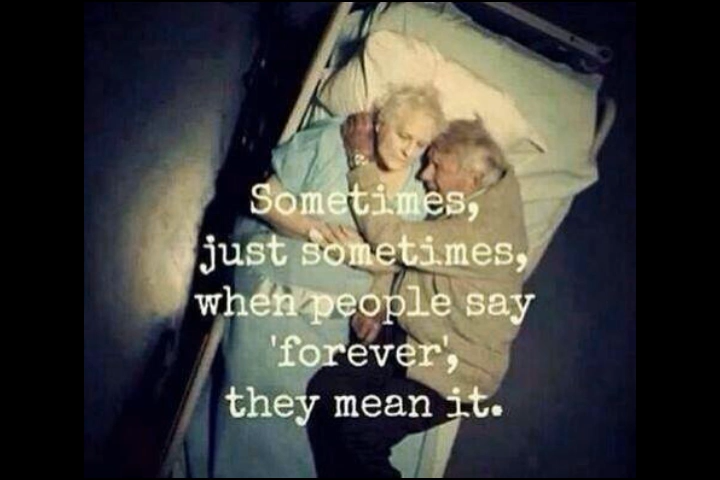 Sometimes,
just sometimes,
when people say
'forever',
they mean it.